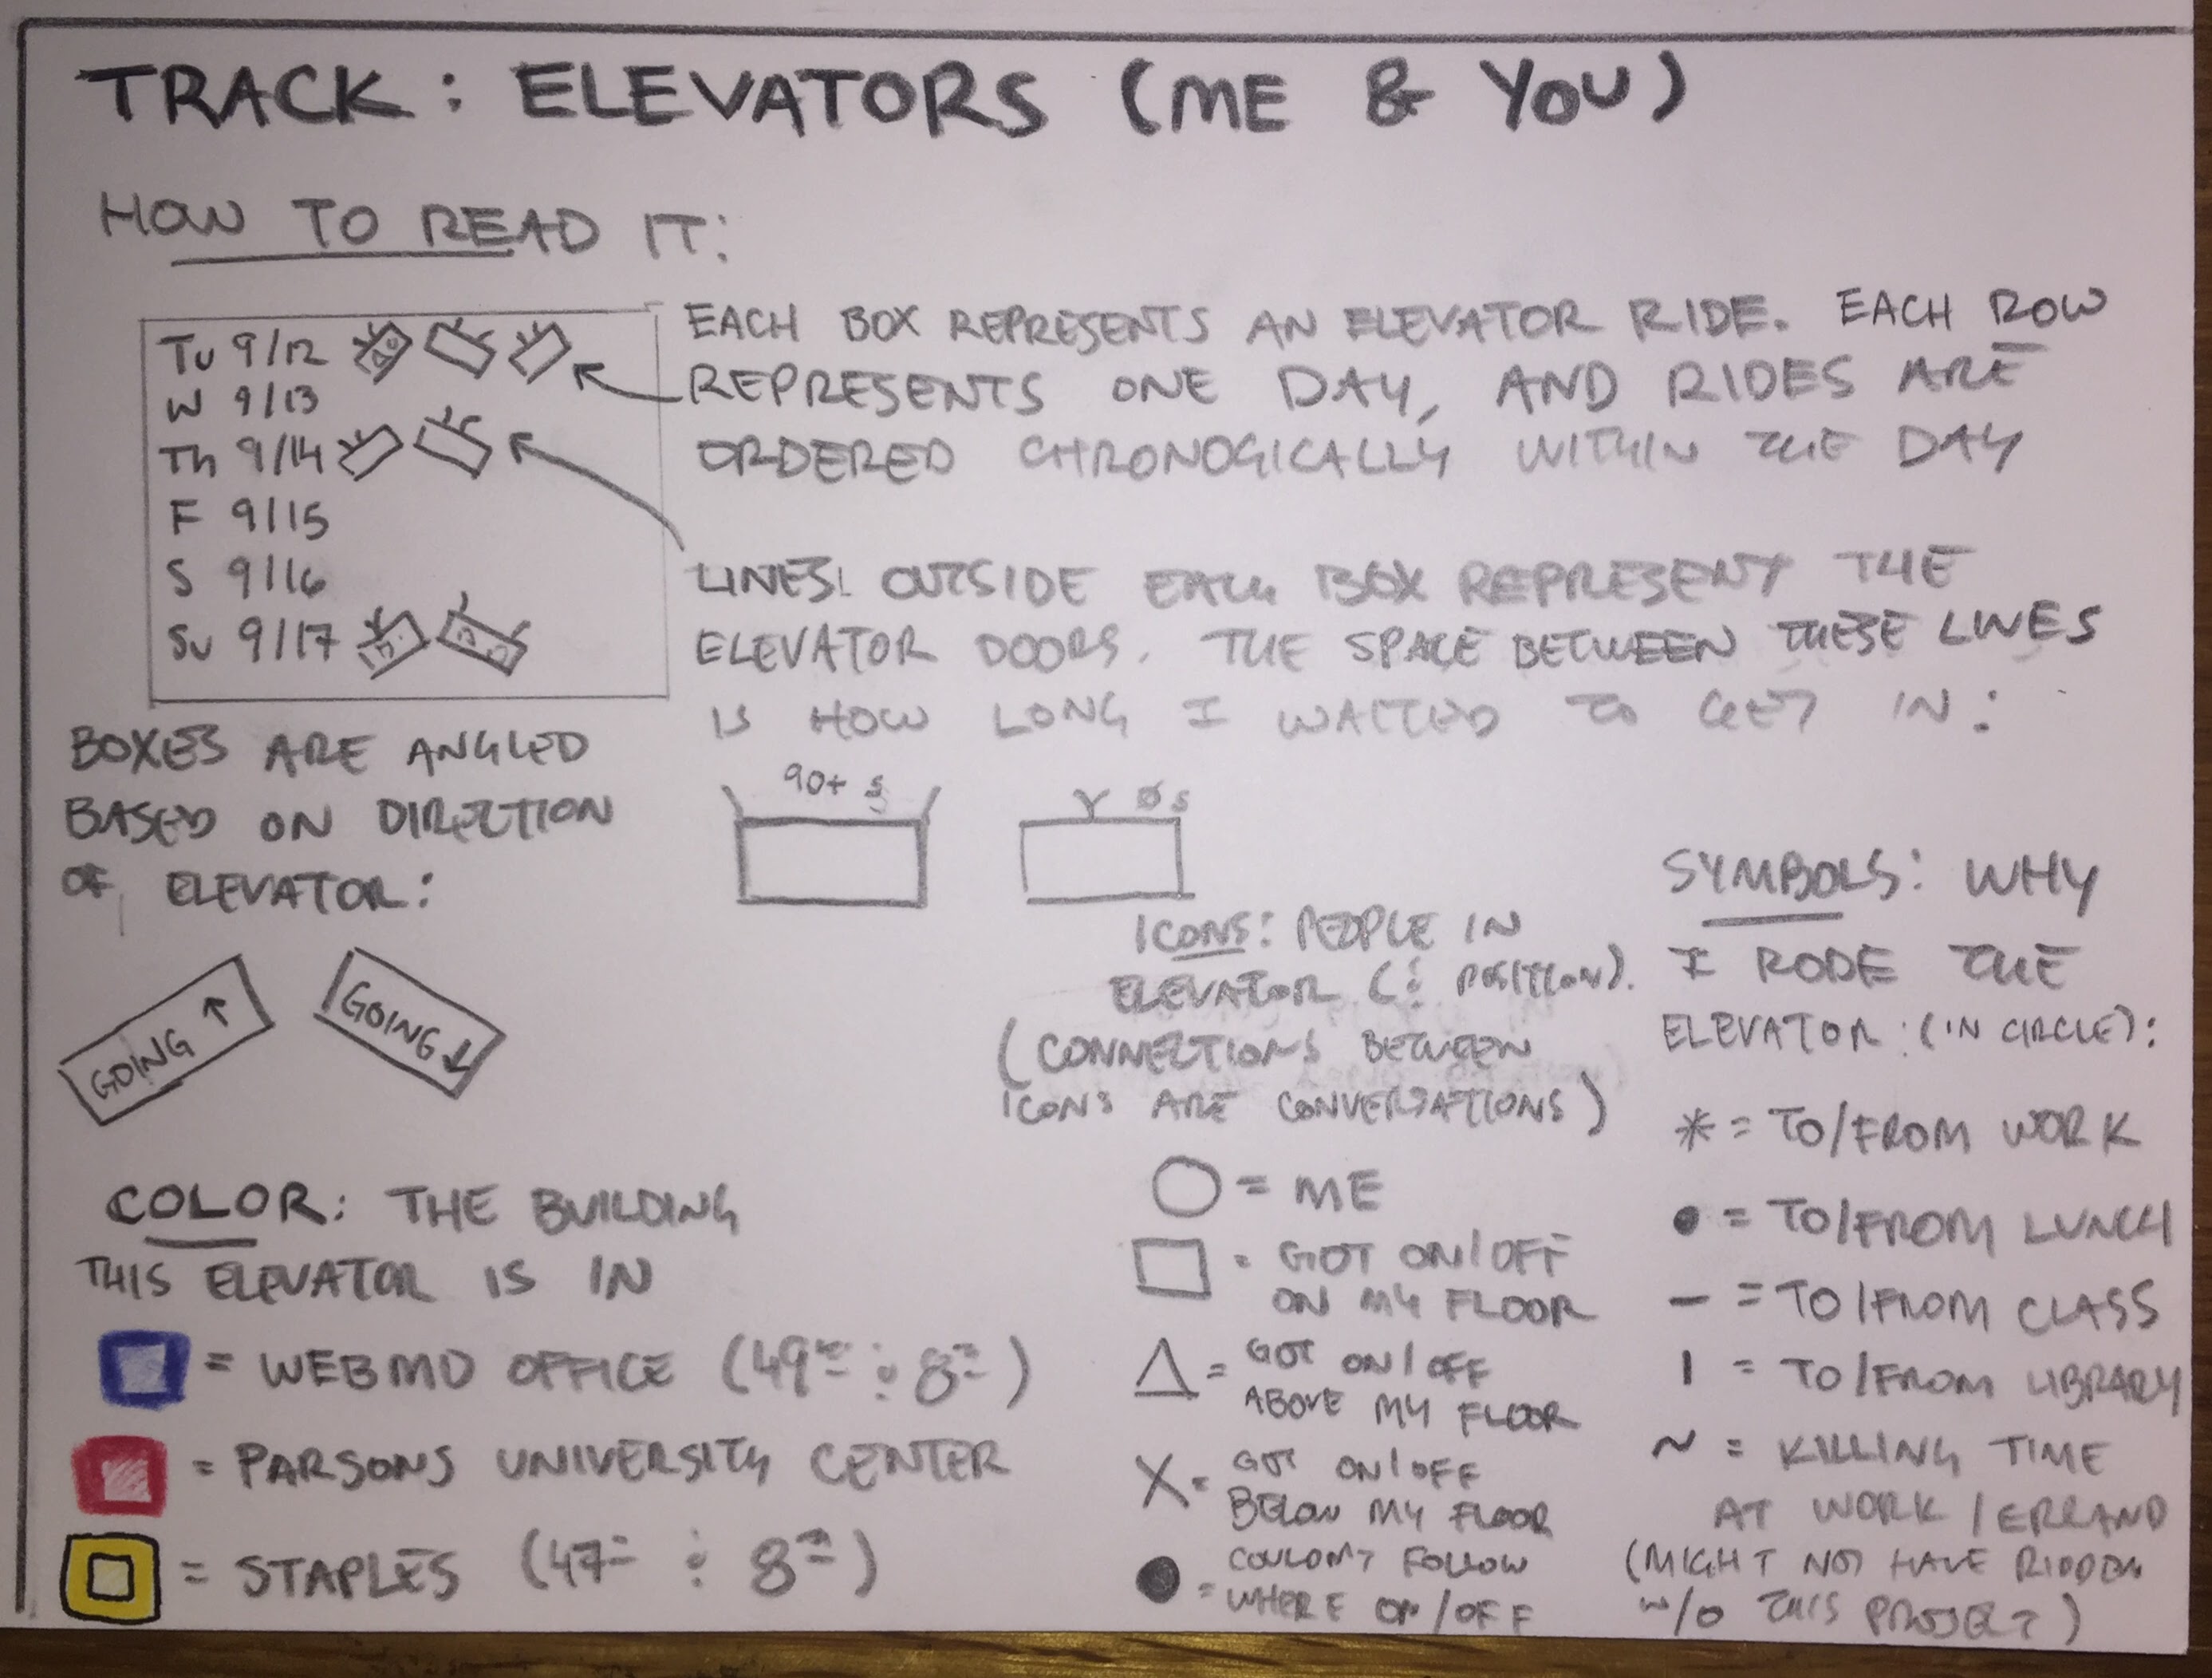 TRACK: ELEVATORS (ME & YOU)
HOW TO READ IT:
Tu 9/12
W 9/13
Th 9/14
F 9/15
S 9/16
Su 9/17
EACH BOX REPRESENTS AN ELEVATOR RIDE. EACH ROW
REPRESENTS ONE DAY, AND RIDES ARE
ORDERED CHRONOGICALLY WITHIN THE DAY
LINES: OUTSIDE EACH BOX REPRESENT THE
ELEVATOR DOORS. THE SPACE BETWEEN THESE LINES
IS HOW LONG I WAITED TO GET IN:
90+ s
0 s
BOXES ARE ANGLED
BASED ON DIRECTION
OF ELEVATOR:
GOING ↑
GOING ↓
COLOR: THE BUILDING
THIS ELEVATOR IS IN
= WEBMD OFFICE (49TH & 8TH)
= PARSONS UNIVERSITY CENTER
= STAPLES (47TH & 8TH)
ICONS: PEOPLE IN
ELEVATOR (& POSITION).
(CONNECTIONS BETWEEN
ICONS ARE CONVERSATIONS)
○ = ME
□ = GOT ON/OFF
ON MY FLOOR
△ = GOT ON/OFF
ABOVE MY FLOOR
X = GOT ON/OFF
BELOW MY FLOOR
● = COULDN'T FOLLOW
WHERE ON/OFF
SYMBOLS: WHY
I RODE THE
ELEVATOR: (IN CIRCLE):
* = TO/FROM WORK
● = TO/FROM LUNCH
– = TO/FROM CLASS
| = TO/FROM LIBRARY
~ = KILLING TIME
AT WORK/ERRAND
(MIGHT NOT HAVE RIDDEN
W/O THIS PROJECT)